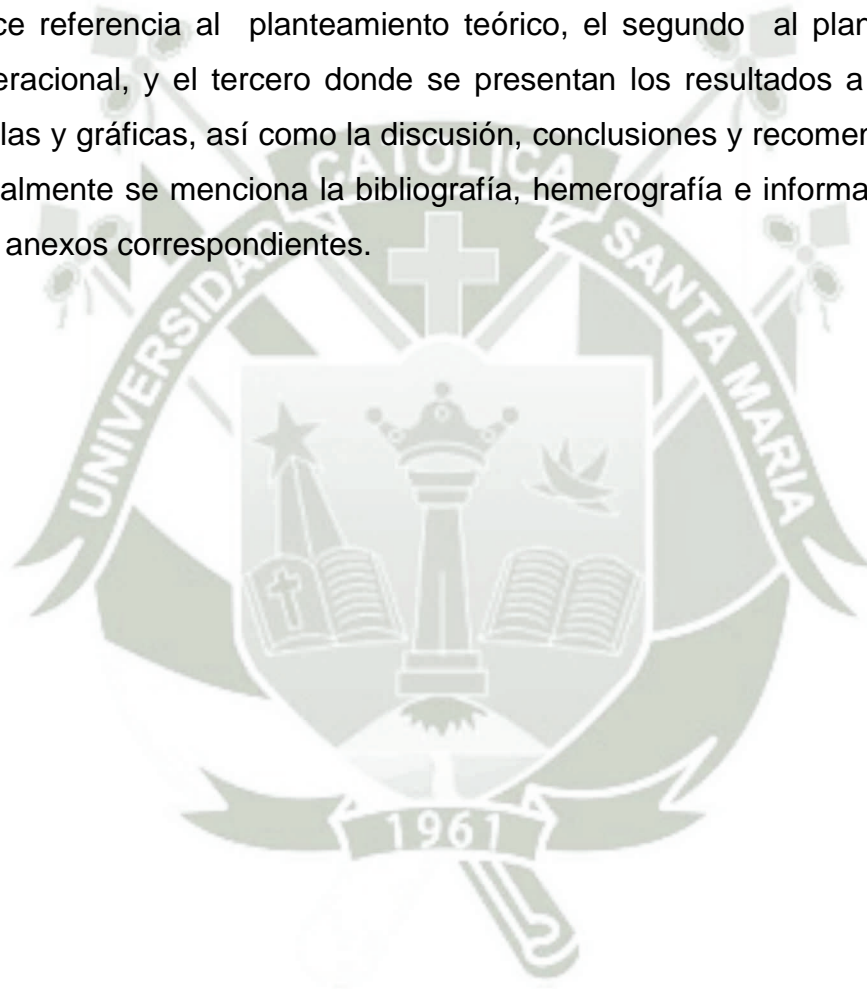 ce referencia al planteamiento teórico, el segundo al plan
eracional, y el tercero donde se presentan los resultados a
las y gráficas, así como la discusión, conclusiones y recomen
almente se menciona la bibliografía, hemerografía e informa
anexos correspondientes.
UNIVERSIDAD CATOLICA SANTA MARIA
1961